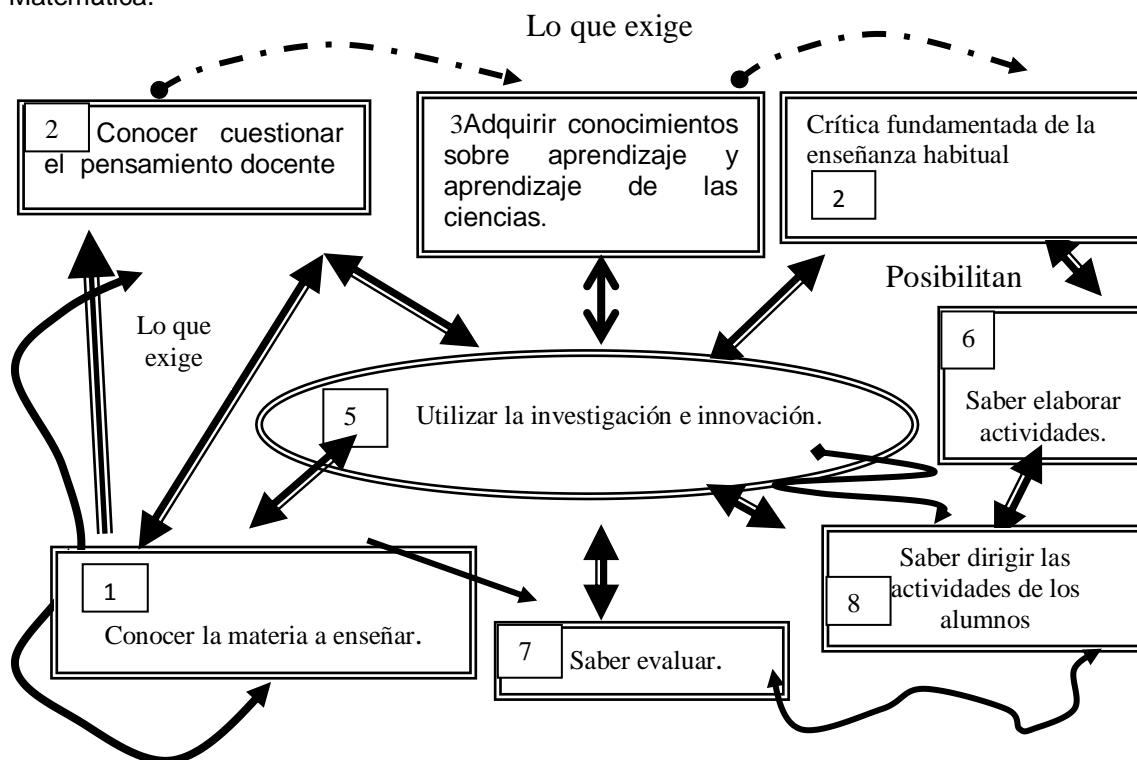 Matemática.
Lo que exige
2 Conocer cuestionar
el pensamiento docente
3Adquirir conocimientos
sobre aprendizaje y
aprendizaje de las
ciencias.
Crítica fundamentada de la
enseñanza habitual
2
Posibilitan
Lo que
exige
6
Saber elaborar
actividades.
5 Utilizar la investigación e innovación.
1
Conocer la materia a enseñar.
7 Saber evaluar.
Saber dirigir las
8 actividades de los
alumnos